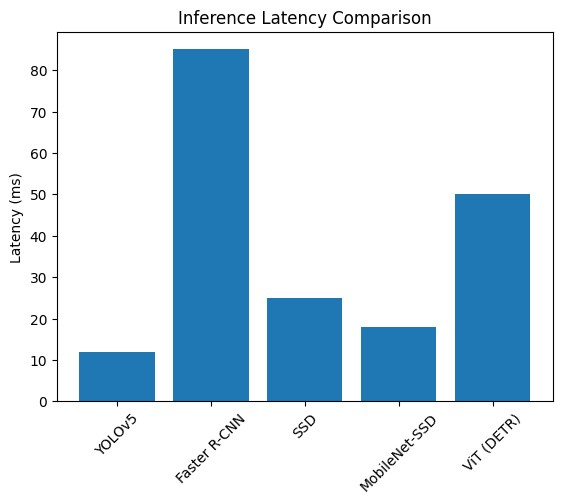 Inference Latency Comparison
Latency (ms)
80
70
60
50
40
30
20
10
0
YOLOv5
Faster R-CNN
SSD
MobileNet-SSD
ViT (DETR)